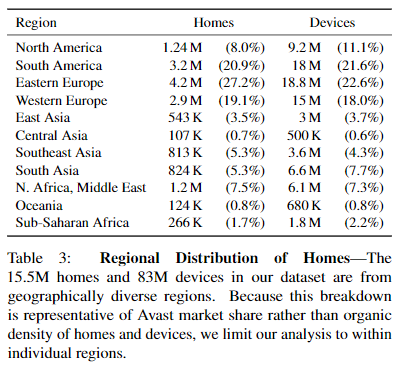 Region Homes Devices
North America 1.24 M (8.0%) 9.2 M (11.1%)
South America 3.2 M (20.9%) 18 M (21.6%)
Eastern Europe 4.2 M (27.2%) 18.8 M (22.6%)
Western Europe 2.9 M (19.1%) 15 M (18.0%)
East Asia 543 K (3.5%) 3 M (3.7%)
Central Asia 107 K (0.7%) 500 K (0.6%)
Southeast Asia 813 K (5.3%) 3.6 M (4.3%)
South Asia 824 K (5.3%) 6.6 M (7.7%)
N. Africa, Middle East 1.2 M (7.5%) 6.1 M (7.3%)
Oceania 124 K (0.8%) 680 K (0.8%)
Sub-Saharan Africa 266 K (1.7%) 1.8 M (2.2%)
Table 3: Regional Distribution of Homes—The
15.5M homes and 83M devices in our dataset are from
geographically diverse regions. Because this breakdown
is representative of Avast market share rather than organic
density of homes and devices, we limit our analysis to within
individual regions.